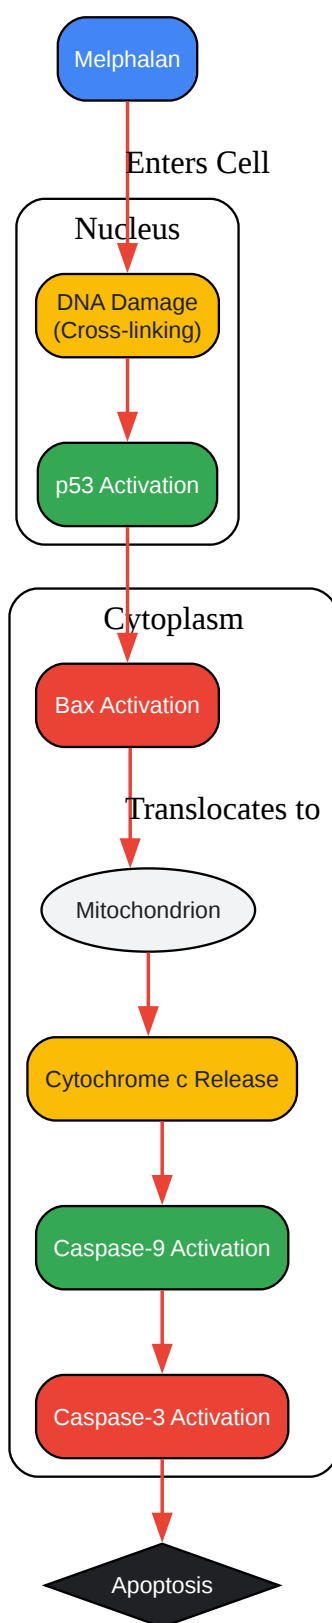 Melphalan
Enters Cell
Nucleus
DNA Damage
(Cross-linking)
p53 Activation
Cytoplasm
Bax Activation
Translocates to
Mitochondrion
Cytochrome c Release
Caspase-9 Activation
Caspase-3 Activation
Apoptosis